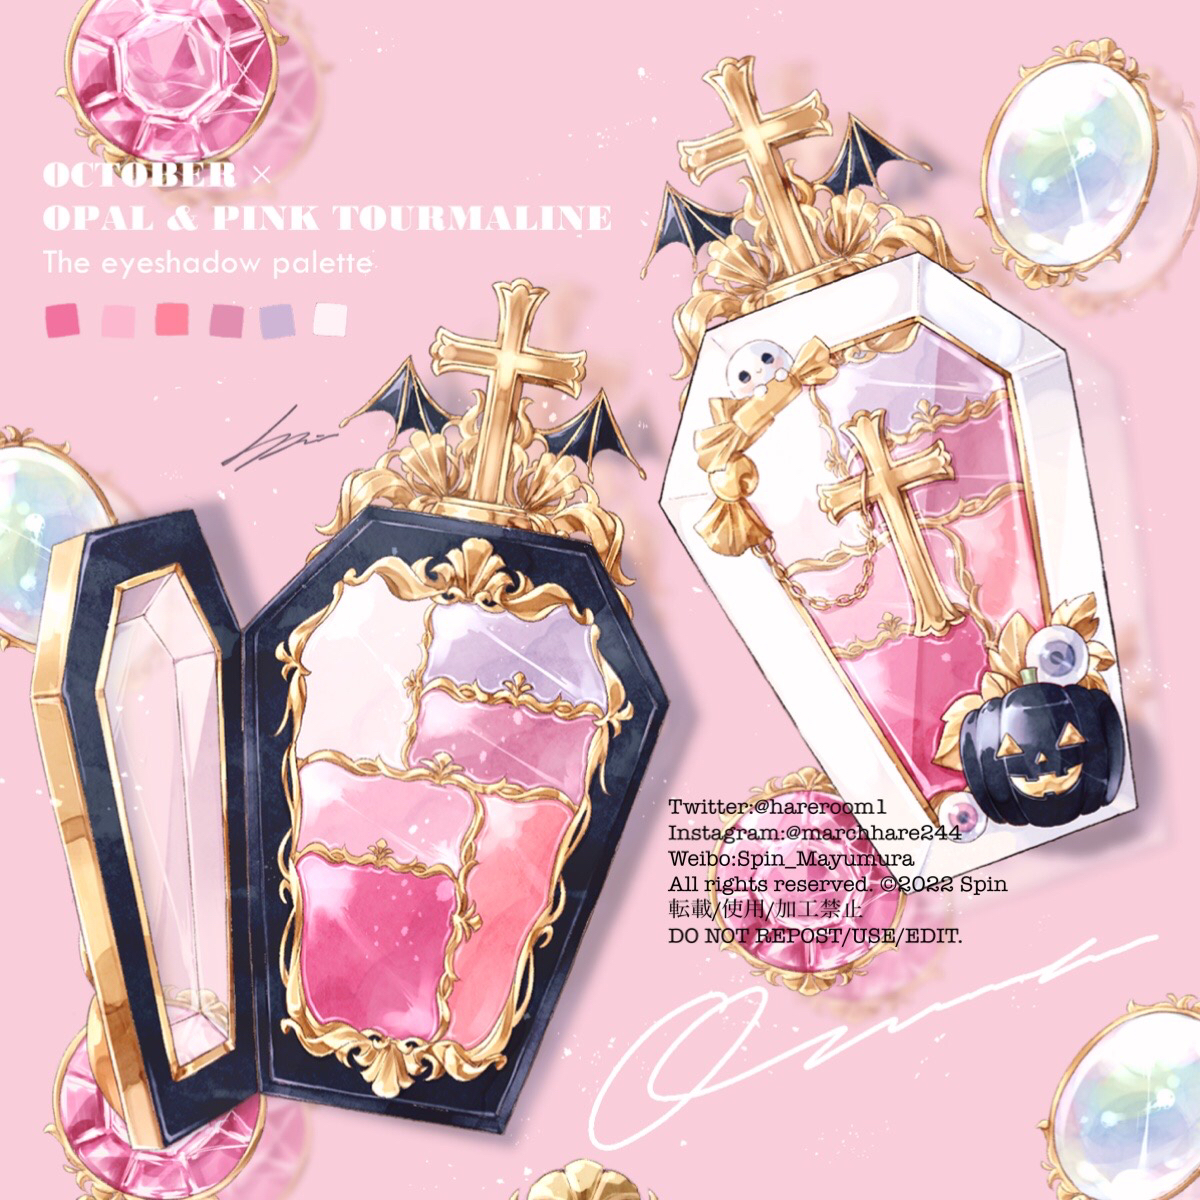 OCTOBER ×
OPAL & PINK TOURMALINE
The eyeshadow palette
Twitter:@hareroom1
Instagram:@marchhare244
Weibo:Spin_Mayumura
All rights reserved. ©2022 Spin
転載/使用/加工禁止
DO NOT REPOST/USE/EDIT.